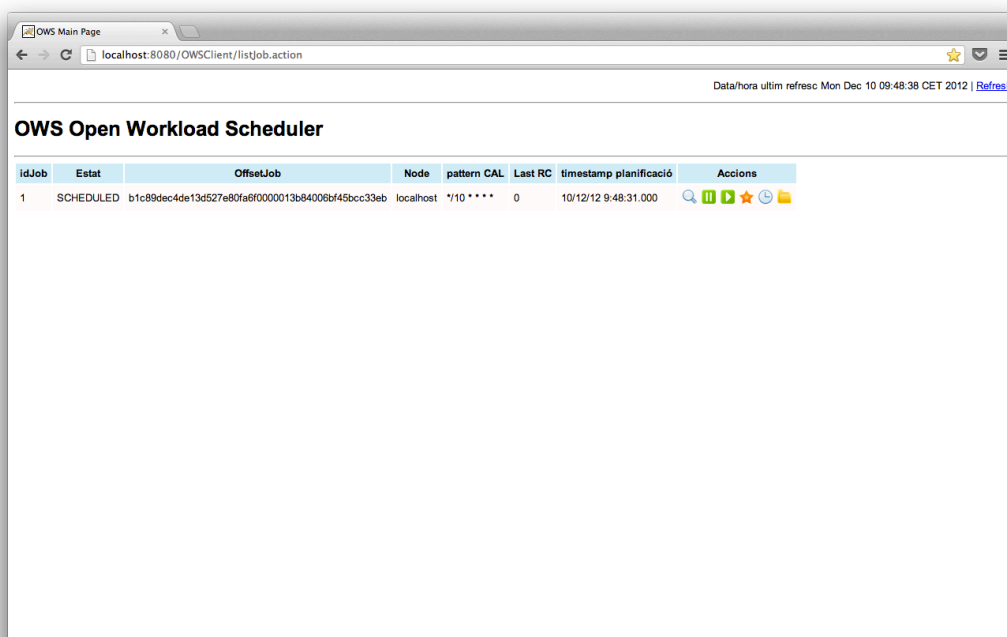 OWS Main Page
localhost:8080/OWSClient/listJob.action
Data/hora ultim refresc Mon Dec 10 09:48:38 CET 2012 | Refres
OWS Open Workload Scheduler
idJob Estat OffsetJob Node pattern CAL Last RC timestamp planificació Accions
1 SCHEDULED b1c89dec4de13d527e80fa6f0000013b84006bf45bcc33eb localhost */10 * * * * 0 10/12/12 9:48:31.000